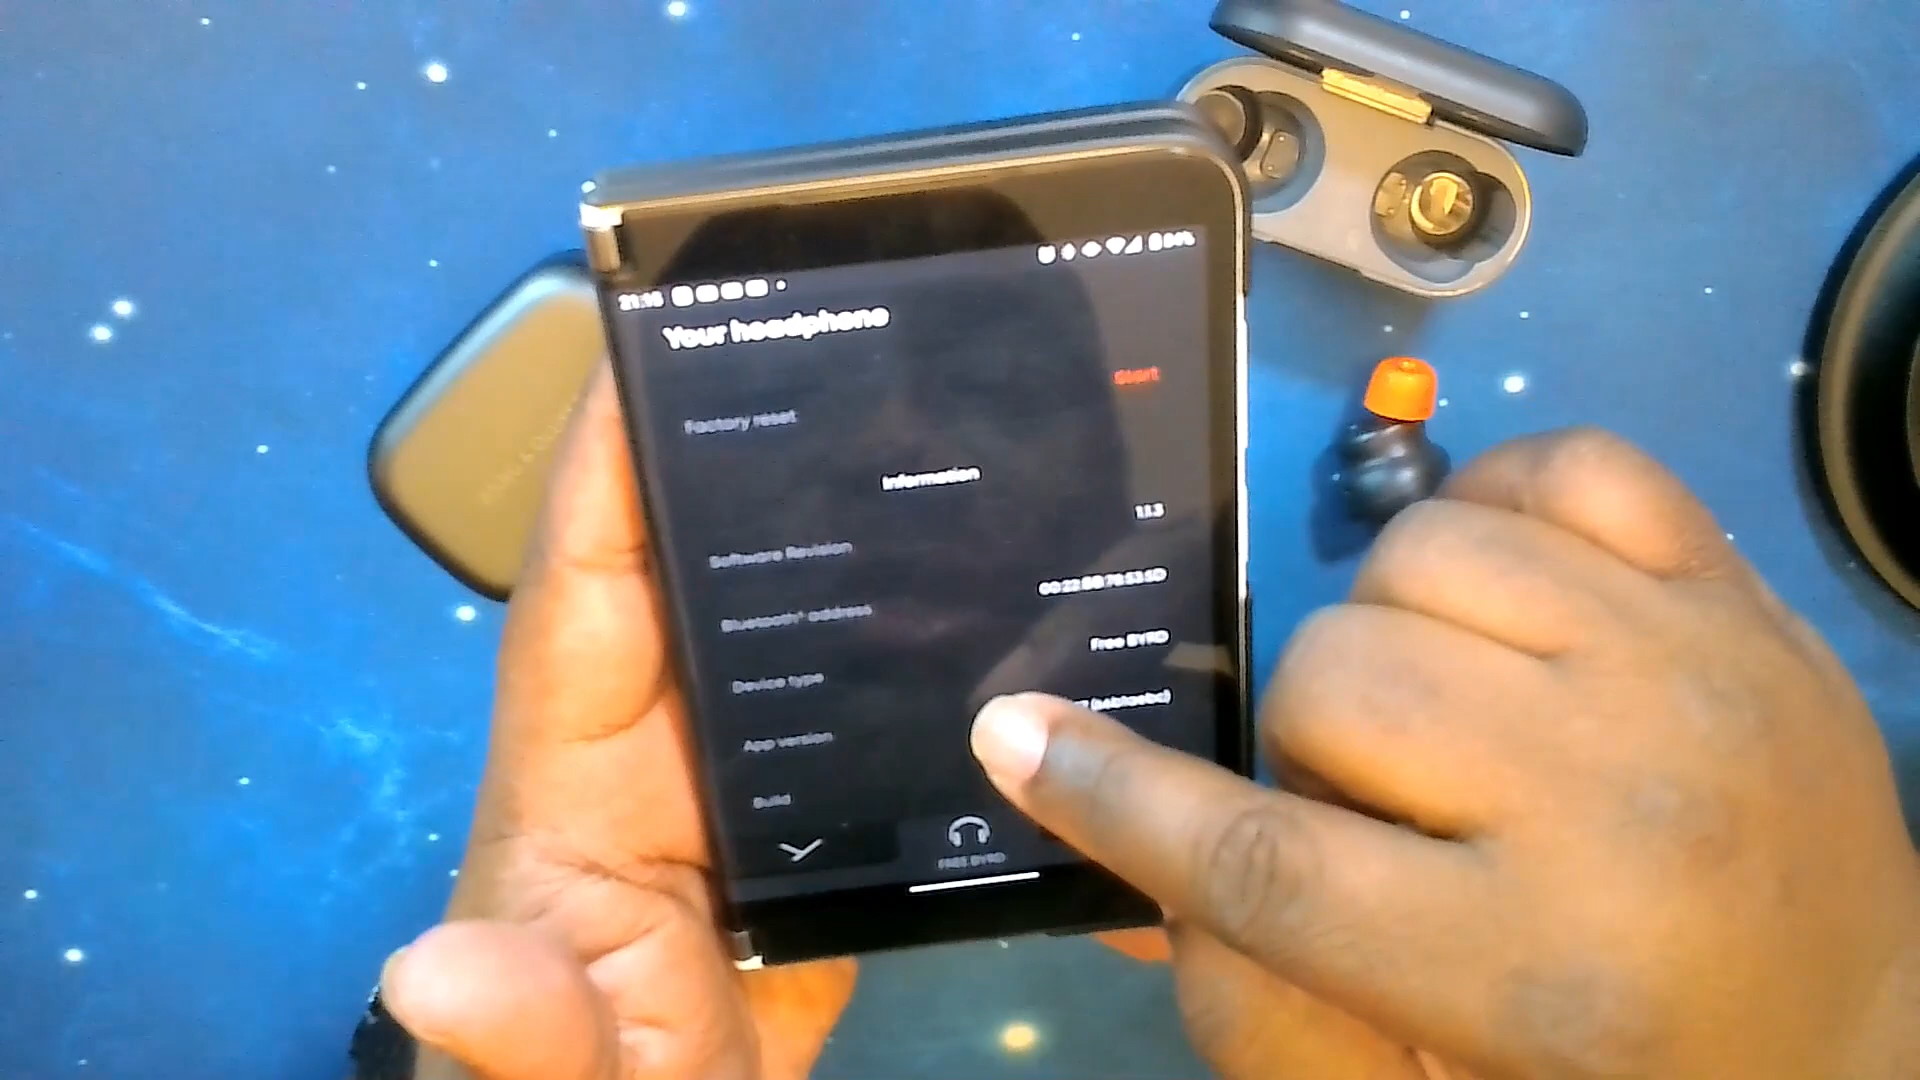 Your headphone
Start
Factory reset
Information
1.1.3
Software Revision
Bluetooth® address
Free BYRD
Device type
App version
Build
FREE BYRD